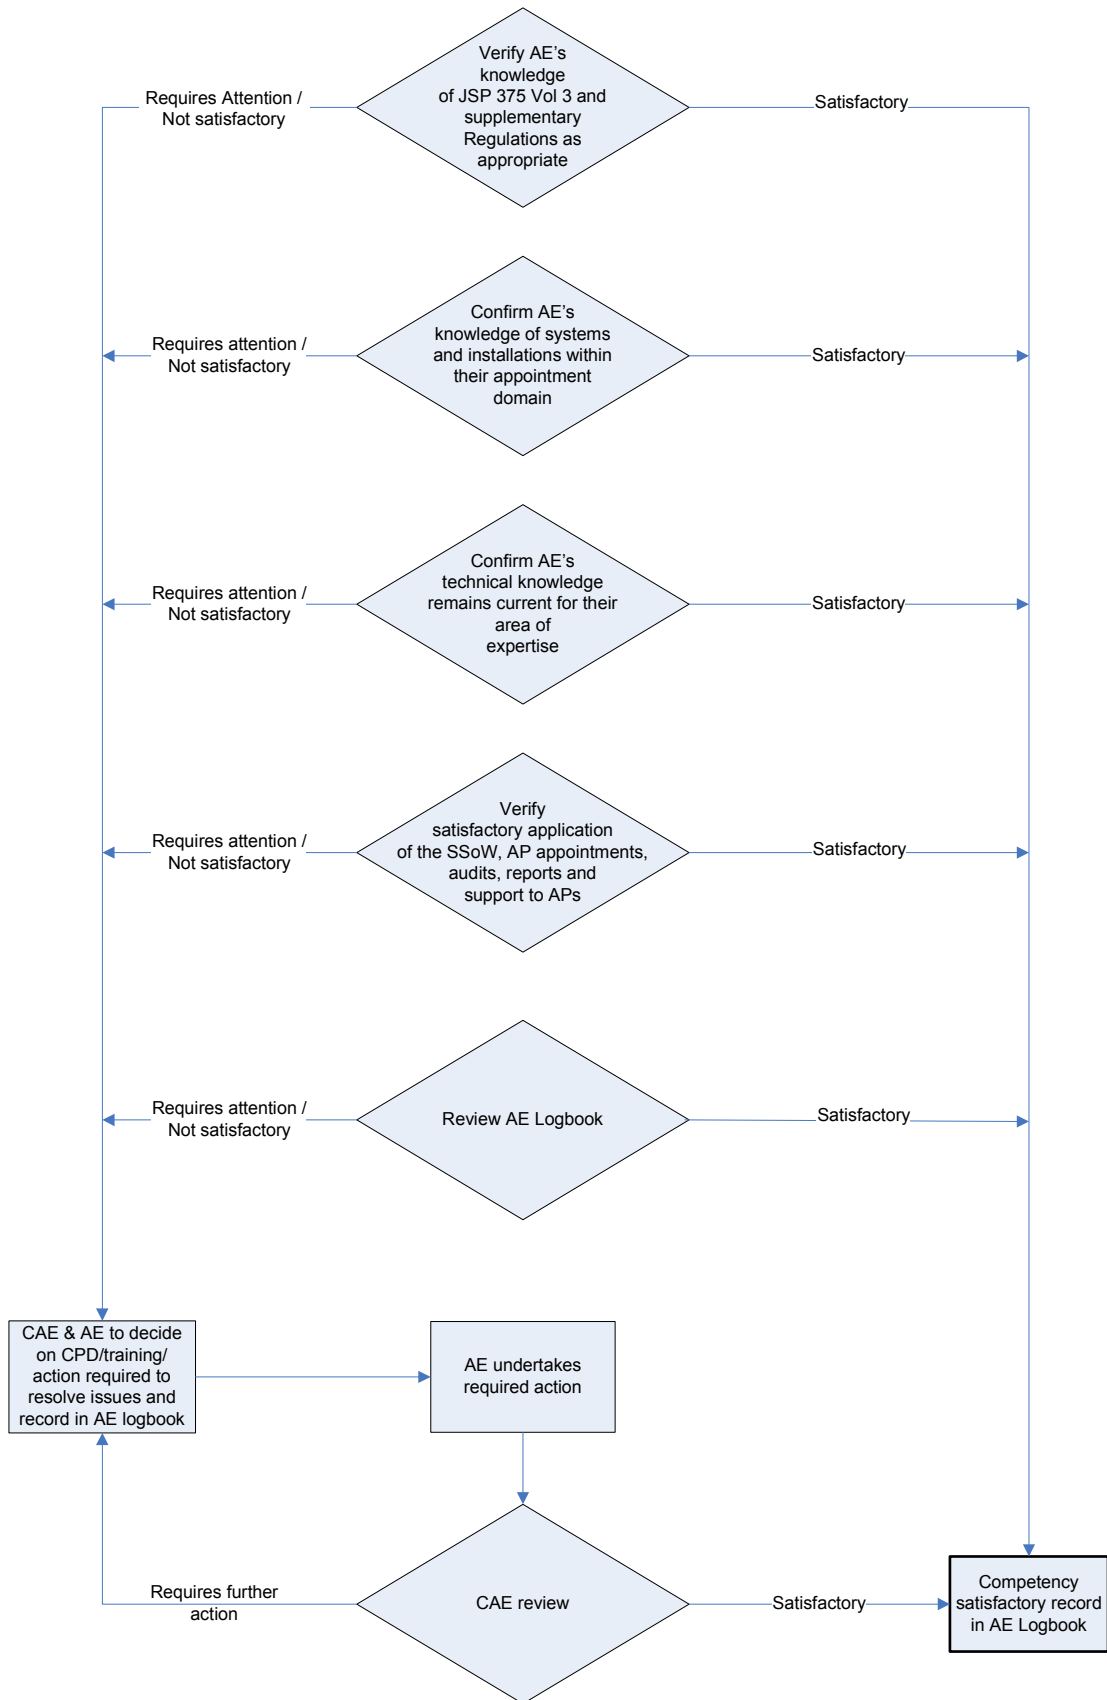 Verify AE's
knowledge
of JSP 375 Vol 3 and
supplementary
Regulations as
appropriate
Requires Attention /
Not satisfactory
Satisfactory
Confirm AE's
knowledge of systems
and installations within
their appointment
domain
Requires attention /
Not satisfactory
Satisfactory
Confirm AE's
technical knowledge
remains current for their
area of
expertise
Requires attention /
Not satisfactory
Satisfactory
Verify
satisfactory application
of the SSoW, AP appointments,
audits, reports and
support to APs
Requires attention /
Not satisfactory
Satisfactory
Review AE Logbook
Requires attention /
Not satisfactory
Satisfactory
CAE & AE to decide
on CPD/training/
action required to
resolve issues and
record in AE logbook
AE undertakes
required action
Requires further
action
CAE review
Satisfactory
Competency
satisfactory record
in AE Logbook